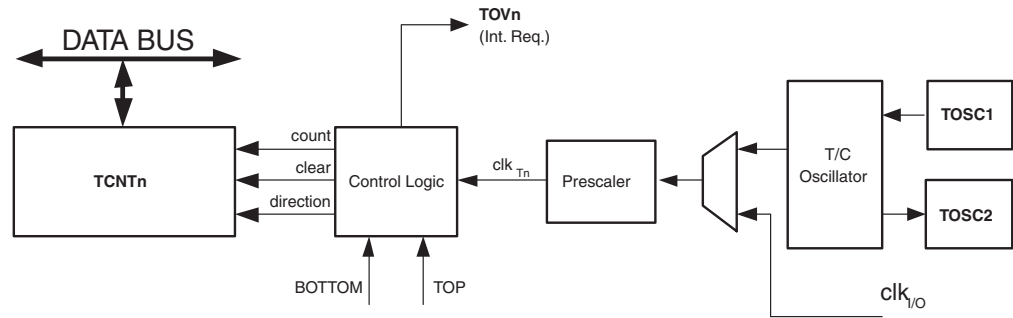 TOVn
(Int. Req.)
DATA BUS
TCNTn
count
clear
direction
Control Logic
clk Tn
Prescaler
T/C
Oscillator
TOSC1
TOSC2
BOTTOM
TOP
clk I/O